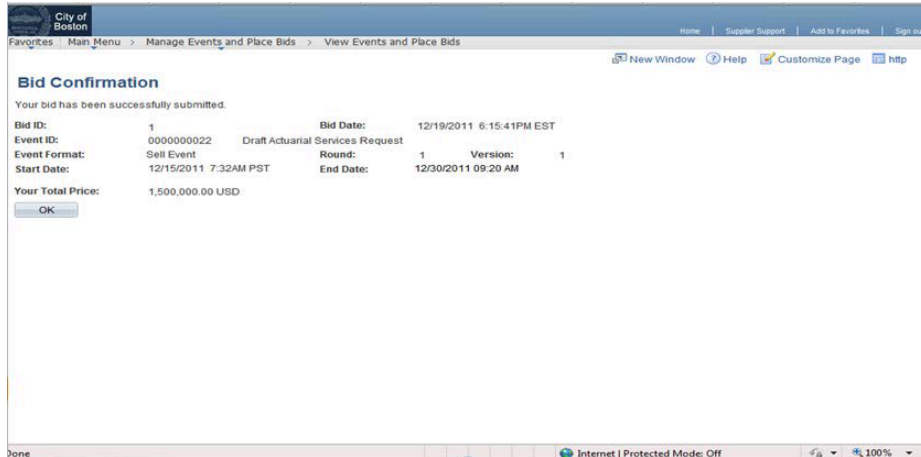 City of
Boston
Home | Supplier Support | Add to Favorites | Sign ou
Favorites Main Menu > Manage Events and Place Bids > View Events and Place Bids
New Window Help Customize Page http
Bid Confirmation
Your bid has been successfully submitted.
Bid ID: 1 Bid Date: 12/19/2011 6:15:41PM EST
Event ID: 0000000022 Draft Actuarial Services Request
Event Format: Sell Event Round: 1 Version: 1
Start Date: 12/15/2011 7:32AM PST End Date: 12/30/2011 09:20 AM
Your Total Price: 1,500,000.00 USD
OK
Done Internet | Protected Mode: Off 100%